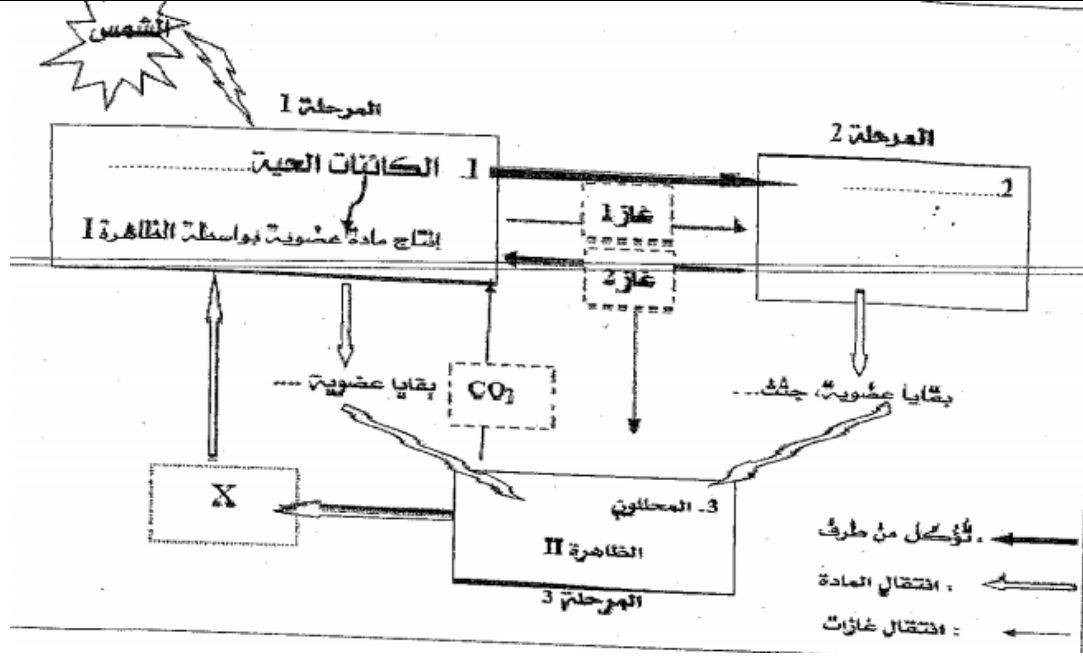 الشمس
المرحلة 1
المرحلة 2
1. الكائنات الحية....................
إنتاج مادة عضوية بواسطة الظاهرة I
2.......................
غاز 1
غاز 2
بقايا عضوية ....
CO₂
بقايا عضوية، جثث....
X
3. المحللون
الظاهرة II
المرحلة 3
: تُؤكل من طرف
: انتقال المادة
: انتقال غازات